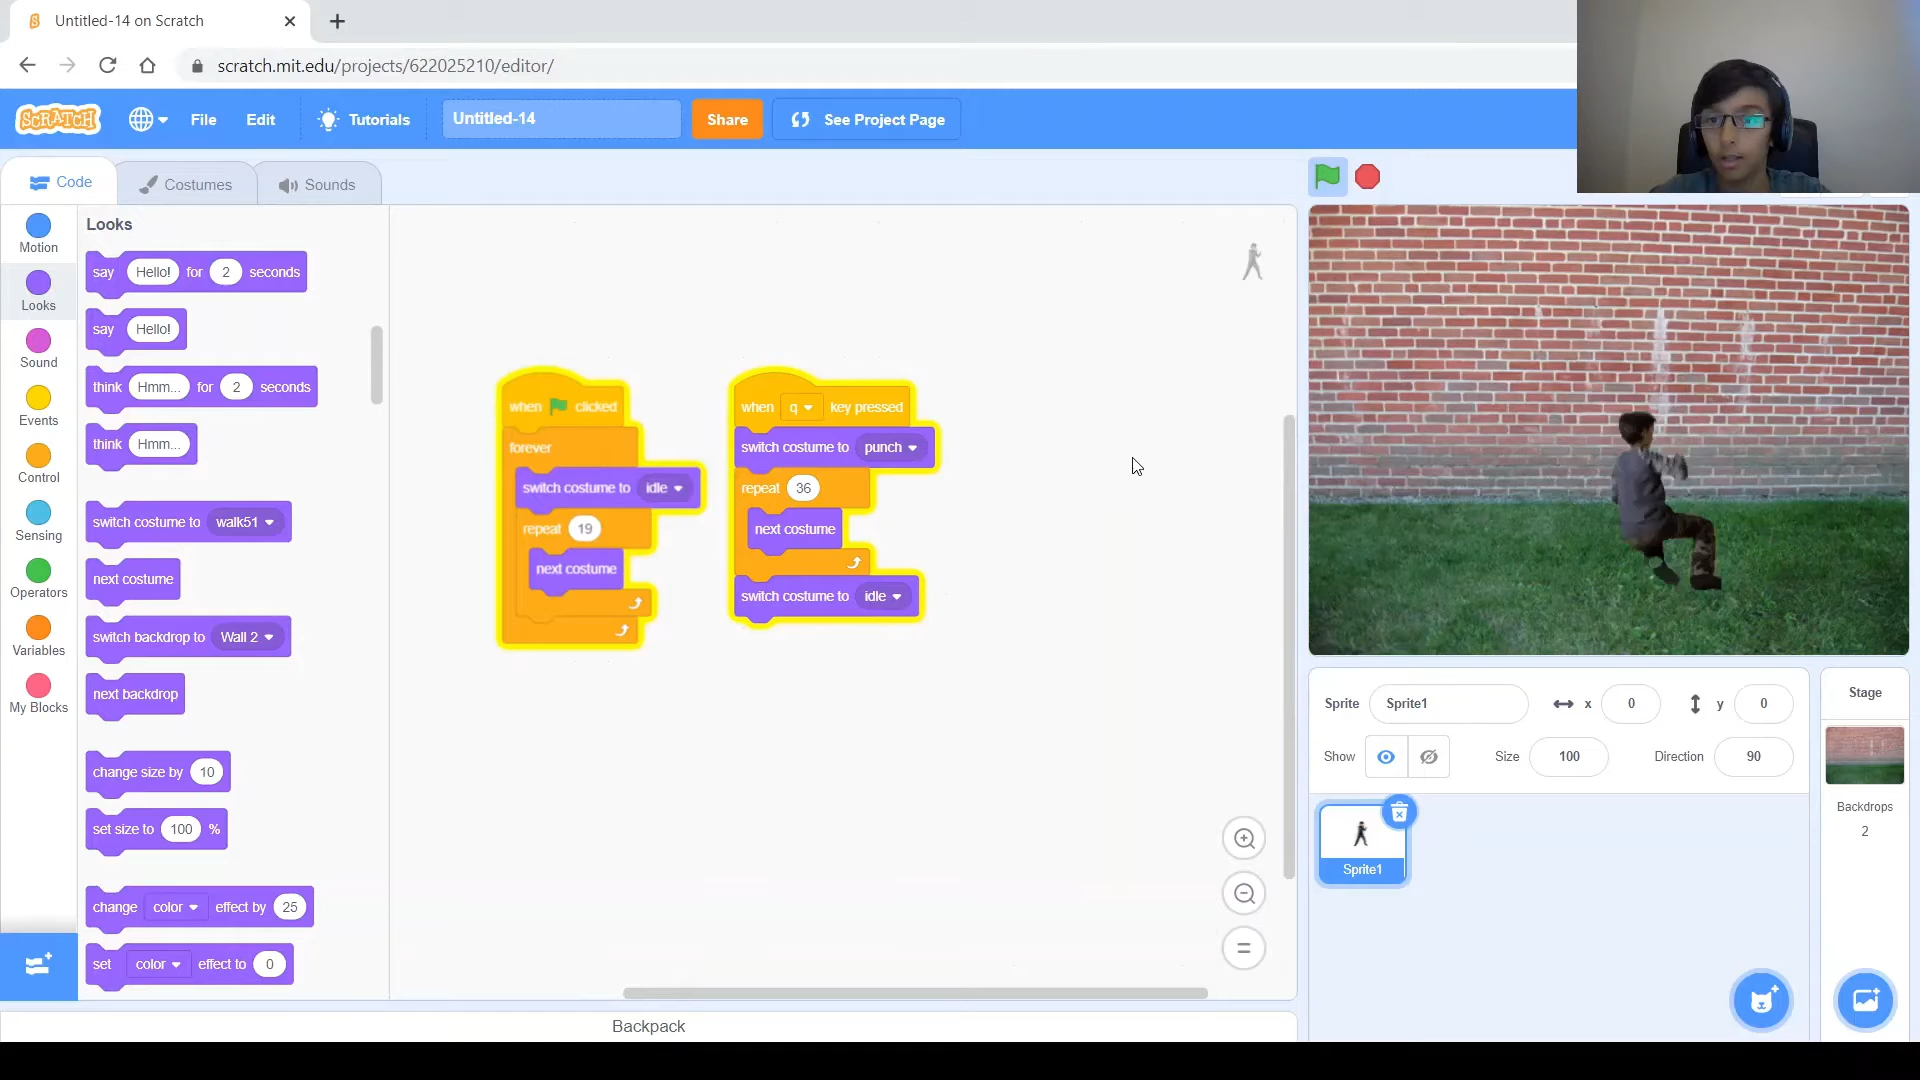 Untitled-14 on Scratch
scratch.mit.edu/projects/622025210/editor/
SCRATCH
File
Edit
Tutorials
Untitled-14
Share
See Project Page
Code
Costumes
Sounds
Motion
Looks
Sound
Events
Control
Sensing
Operators
Variables
My Blocks
Looks
say Hello! for 2 seconds
say Hello!
think Hmm... for 2 seconds
think Hmm...
switch costume to walk51
next costume
switch backdrop to Wall 2
next backdrop
change size by 10
set size to 100 %
change color effect by 25
set color effect to 0
when clicked
forever
switch costume to idle
repeat 19
next costume
when q key pressed
switch costume to punch
repeat 36
next costume
switch costume to idle
Sprite Sprite1 x 0 y 0
Show Size 100 Direction 90
Sprite1
Stage
Backdrops
2
Backpack